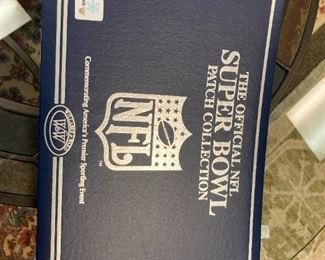 THE OFFICIAL NFL
SUPER BOWL
PATCH COLLECTION
NFL
Commemorating America's Premier Sporting Event